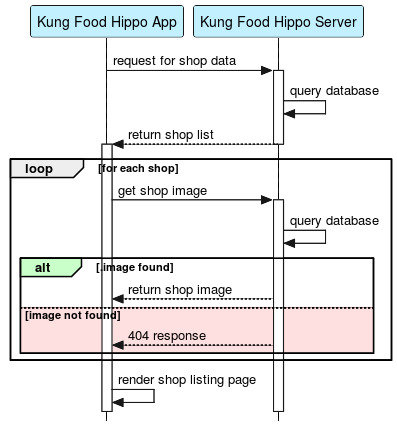 Kung Food Hippo App
Kung Food Hippo Server
request for shop data
query database
return shop list
loop
[for each shop]
get shop image
query database
alt
[.image found]
return shop image
[image not found]
404 response
render shop listing page